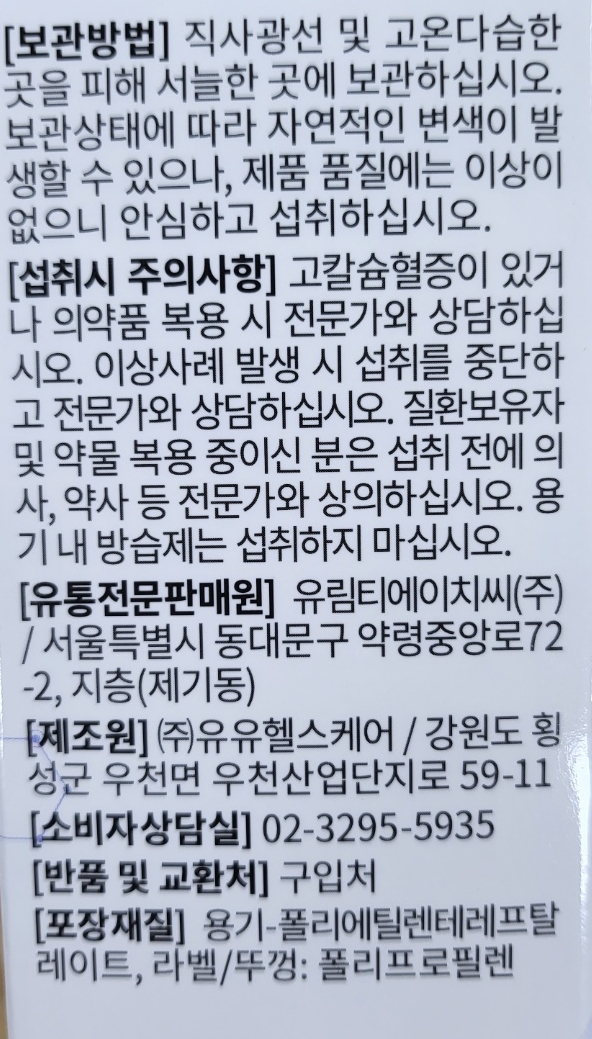 [보관방법] 직사광선 및 고온다습한
곳을 피해 서늘한 곳에 보관하십시오.
보관상태에 따라 자연적인 변색이 발
생할 수 있으나, 제품 품질에는 이상이
없으니 안심하고 섭취하십시오.
[섭취시 주의사항] 고칼슘혈증이 있거
나 의약품 복용 시 전문가와 상담하십
시오. 이상사례 발생 시 섭취를 중단하
고 전문가와 상담하십시오. 질환보유자
및 약물 복용 중이신 분은 섭취 전에 의
사, 약사 등 전문가와 상의하십시오. 용
기 내 방습제는 섭취하지 마십시오.
[유통전문판매원] 유림티에이치씨(주)
/ 서울특별시 동대문구 약령중앙로72
-2, 지층(제기동)
[제조원] ㈜유유헬스케어 / 강원도 횡
성군 우천면 우천산업단지로 59-11
[소비자상담실] 02-3295-5935
[반품 및 교환처] 구입처
[포장재질] 용기-폴리에틸렌테레프탈
레이트, 라벨/뚜껑: 폴리프로필렌